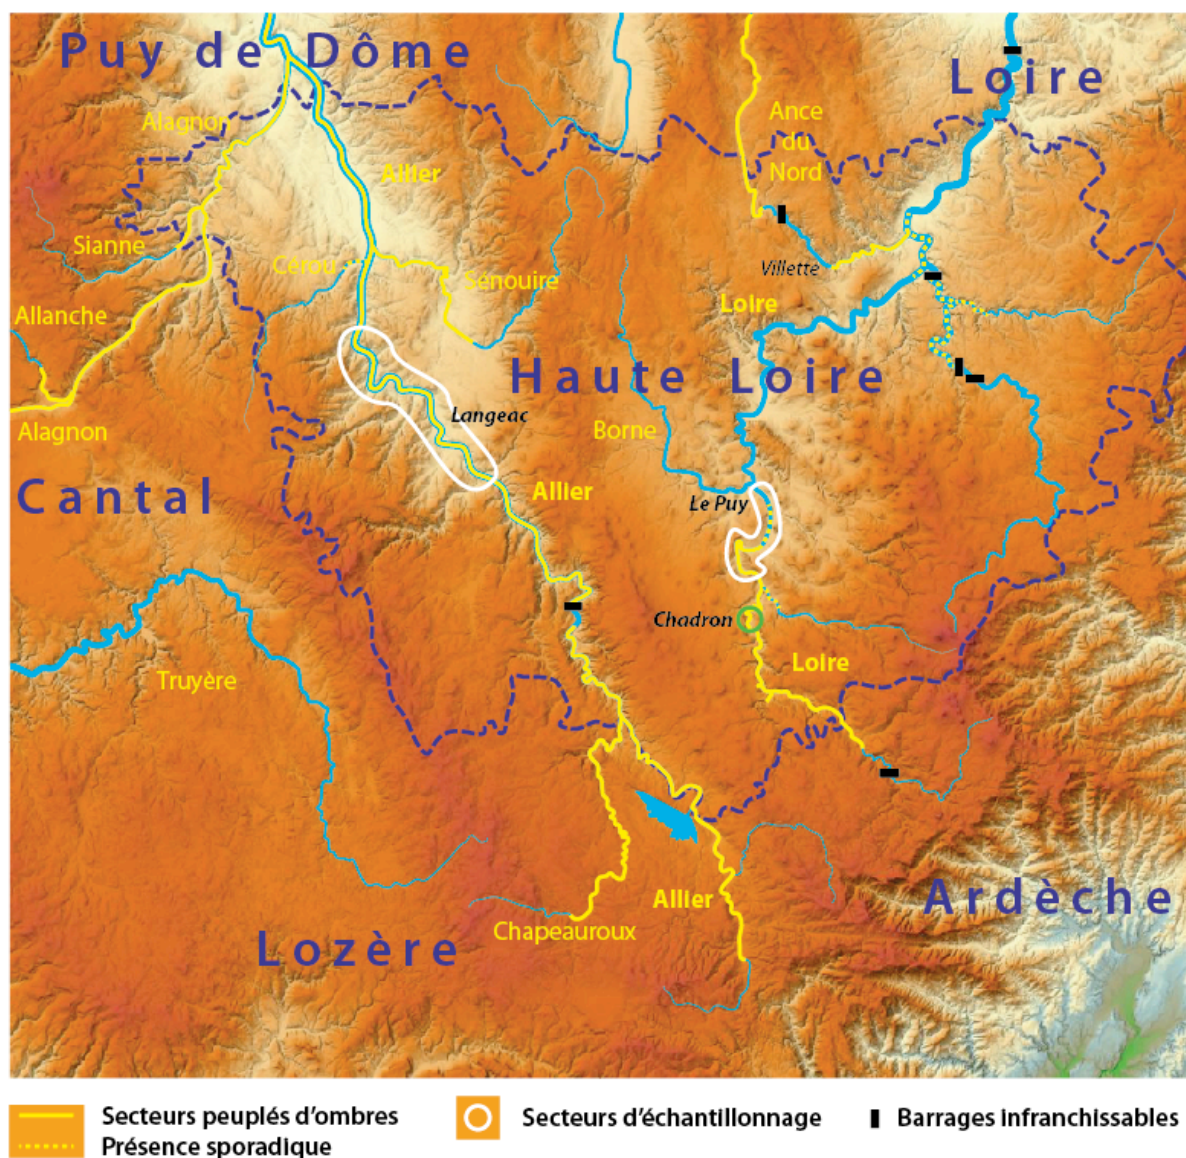 Puy de Dôme
Loire
Alagnon
Ance
du
Nord
Allier
Sianne
Cérou
Sénouire
Villette
Allanche
Loire
Haute Loire
Alagnon
Langeac
Borne
Cantal
Allier
Le Puy
Chadron
Loire
Truyère
Ardèche
Allier
Chapeauroux
Lozère
Secteurs peuplés d'ombres
Présence sporadique
Secteurs d'échantillonnage
Barrages infranchissables